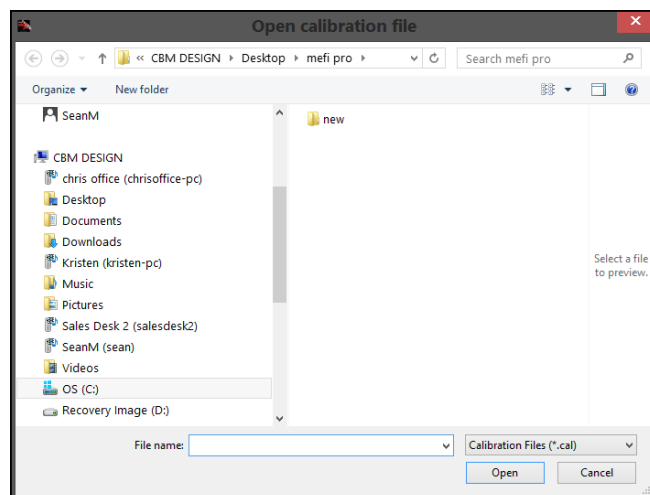 Open calibration file
« CBM DESIGN Desktop mefi pro
Search mefi pro
Organize New folder
SeanM
new
CBM DESIGN
chris office (chrisoffice-pc)
Desktop
Documents
Downloads
Kristen (kristen-pc)
Music
Pictures
Sales Desk 2 (salesdesk2)
SeanM (sean)
Videos
OS (C:)
Recovery Image (D:)
Select a file
to preview.
File name:
Calibration Files (*.cal)
Open Cancel